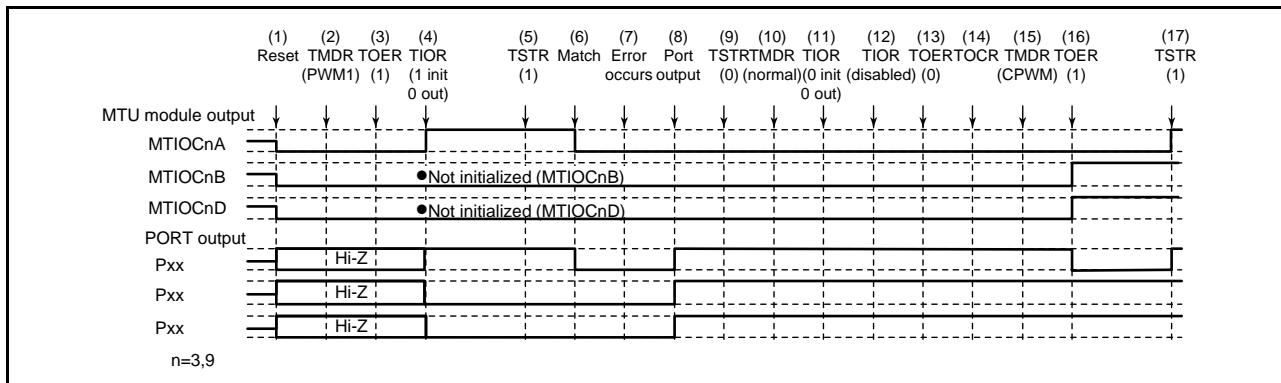 (1) (2) (3) (4) (5) (6) (7) (8) (9) (10) (11) (12) (13) (14) (15) (16) (17)
Reset TMDR TOER TIOR TSTR Match Error Port TSTR TMDR TIOR TIOR TOER TOCR TMDR TOER TSTR
(PWM1) (1) (1 init (1) occurs output (0) (normal) (0 init (disabled) (0) (CPWM) (1) (1)
0 out) 0 out)
MTU module output
MTIOCnA
MTIOCnB ●Not initialized (MTIOCnB)
MTIOCnD ●Not initialized (MTIOCnD)
PORT output
Pxx Hi-Z
Pxx Hi-Z
Pxx Hi-Z
n=3,9